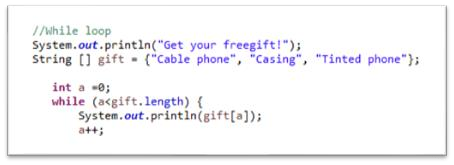 //While loop
System.out.println("Get your freegift!");
String [] gift = {"Cable phone", "Casing", "Tinted phone"};
int a =0;
while (a<gift.length) {
System.out.println(gift[a]);
a++;